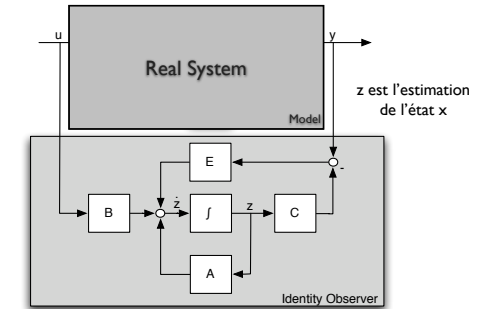 u
y
Real System
Model
z est l'estimation
de l'état x
E
-
B
ż
∫
z
C
A
Identity Observer